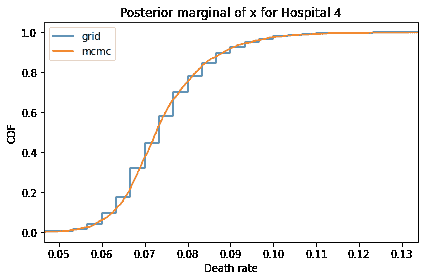 Posterior marginal of x for Hospital 4
grid
mcmc
1.0
0.8
0.6
0.4
0.2
0.0
CDF
0.05 0.06 0.07 0.08 0.09 0.10 0.11 0.12 0.13
Death rate